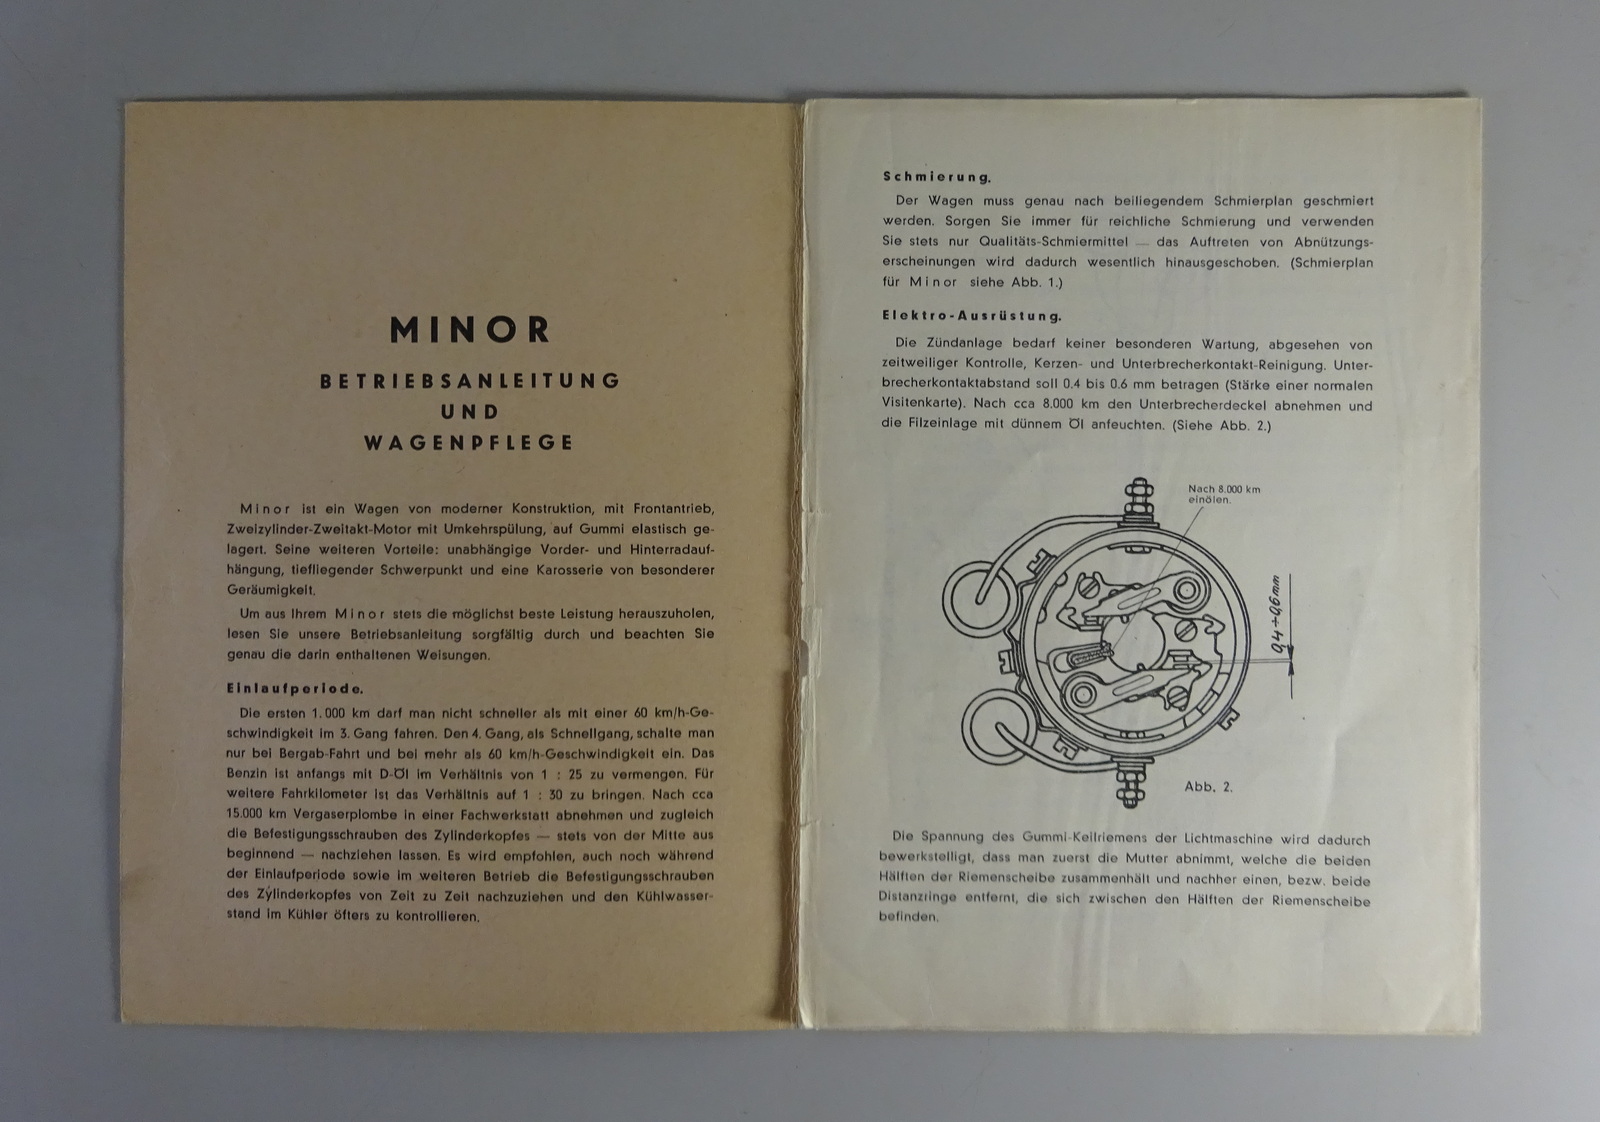 MINOR
BETRIEBSANLEITUNG
UND
WAGENPFLEGE
Minor ist ein Wagen von moderner Konstruktion, mit Frontantrieb,
Zweizylinder-Zweitakt-Motor mit Umkehrspülung, auf Gummi elastisch ge-
lagert. Seine weiteren Vorteile: unabhängige Vorder- und Hinterradauf-
hängung, tiefliegender Schwerpunkt und eine Karosserie von besonderer
Geräumigkeit.
Um aus Ihrem Minor stets die möglichst beste Leistung herauszuholen,
lesen Sie unsere Betriebsanleitung sorgfältig durch und beachten Sie
genau die darin enthaltenen Weisungen.
Einlaufperiode.
Die ersten 1.000 km darf man nicht schneller als mit einer 60 km/h-Ge-
schwindigkeit im 3. Gang fahren. Den 4. Gang, als Schnellgang, schalte man
nur bei Bergab-Fahrt und bei mehr als 60 km/h-Geschwindigkeit ein. Das
Benzin ist anfangs mit D-Öl im Verhältnis von 1 : 25 zu vermengen. Für
weitere Fahrkilometer ist das Verhältnis auf 1 : 30 zu bringen. Nach cca
15.000 km Vergaserplombe in einer Fachwerkstatt abnehmen und zugleich
die Befestigungsschrauben des Zylinderkopfes — stets von der Mitte aus
beginnend — nachziehen lassen. Es wird empfohlen, auch noch während
der Einlaufperiode sowie im weiteren Betrieb die Befestigungsschrauben
des Zylinderkopfes von Zeit zu Zeit nachzuziehen und den Kühlwasser-
stand im Kühler öfters zu kontrollieren.
Schmierung.
Der Wagen muss genau nach beiliegendem Schmierplan geschmiert
werden. Sorgen Sie immer für reichliche Schmierung und verwenden
Sie stets nur Qualitäts-Schmiermittel — das Auftreten von Abnützungs-
erscheinungen wird dadurch wesentlich hinausgeschoben. (Schmierplan
für Minor siehe Abb. 1.)
Elektro-Ausrüstung.
Die Zündanlage bedarf keiner besonderen Wartung, abgesehen von
zeitweiliger Kontrolle, Kerzen- und Unterbrecherkontakt-Reinigung. Unter-
brecherkontaktabstand soll 0.4 bis 0.6 mm betragen (Stärke einer normalen
Visitenkarte). Nach cca 8.000 km den Unterbrecherdeckel abnehmen und
die Filzeinlage mit dünnem Öl anfeuchten. (Siehe Abb. 2.)
Nach 8.000 km
einölen.
0,4÷0,6mm
Abb. 2.
Die Spannung des Gummi-Keilriemens der Lichtmaschine wird dadurch
bewerkstelligt, dass man zuerst die Mutter abnimmt, welche die beiden
Hälften der Riemenscheibe zusammenhält und nachher einen, bezw. beide
Distanzringe entfernt, die sich zwischen den Hälften der Riemenscheibe
befinden.